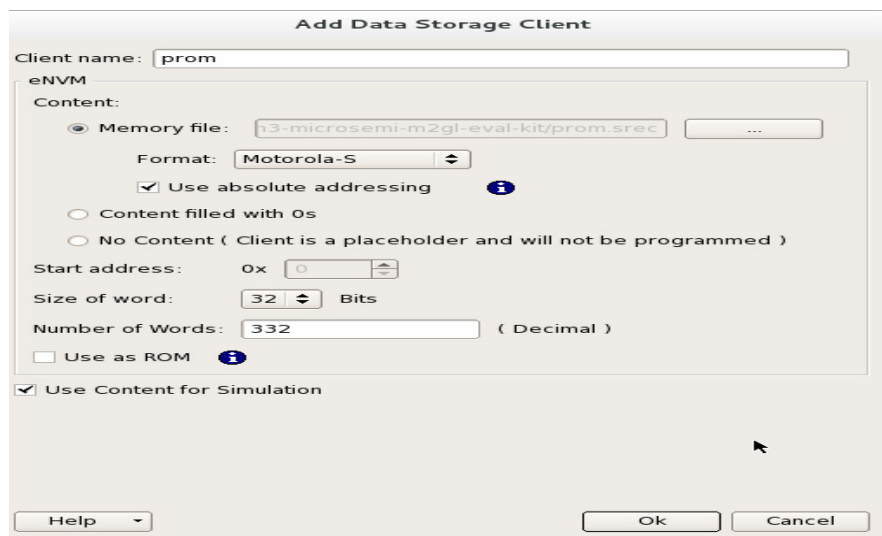 Add Data Storage Client
Client name: prom
eNVM
Content:
Memory file: n3-microsemi-m2gl-eval-kit/prom.srec ...
Format: Motorola-S
Use absolute addressing
Content filled with 0s
No Content ( Client is a placeholder and will not be programmed )
Start address: 0x 0
Size of word: 32 Bits
Number of Words: 332 ( Decimal )
Use as ROM
Use Content for Simulation
Help Ok Cancel